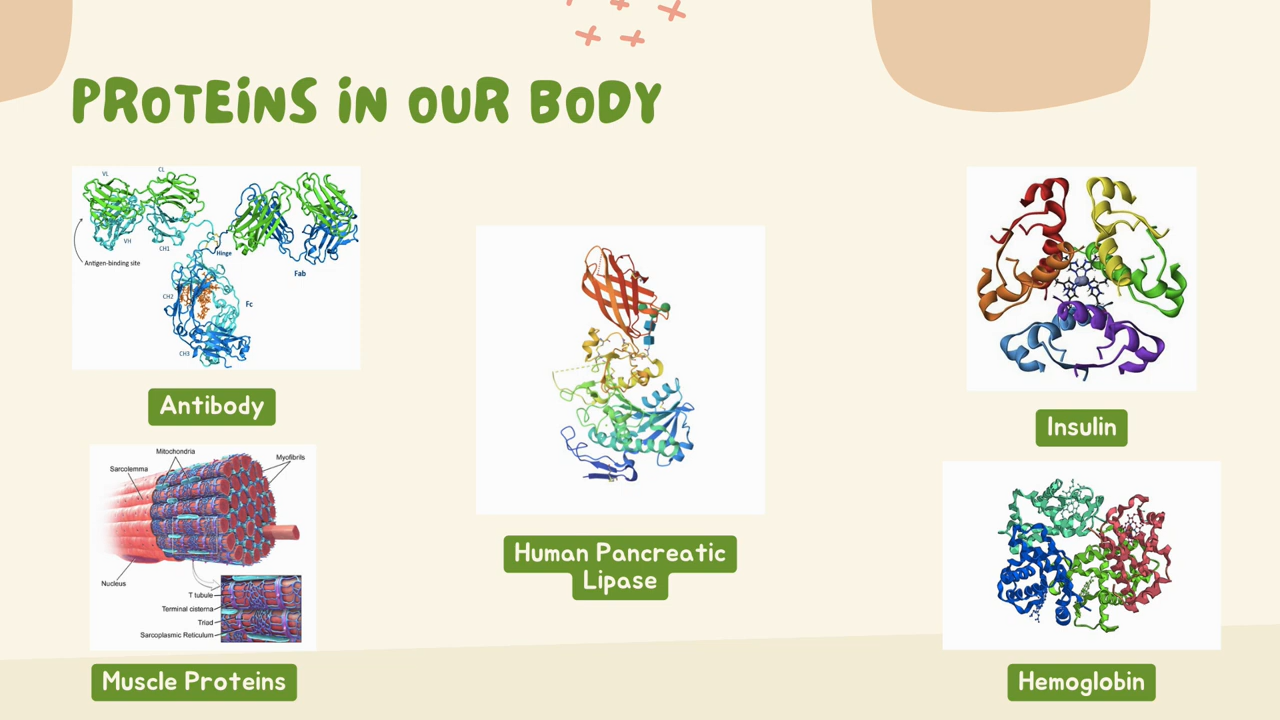 PROTEINS IN OUR BODY
VL
CL
VH
CH1
Hinge
Antigen-binding site
Fab
CH2
Fc
CH3
Antibody
Mitochondria
Sarcolemma
Myofibrils
Nucleus
T tubule
Terminal cisterna
Triad
Sarcoplasmic Reticulum
Muscle Proteins
Human Pancreatic
Lipase
Insulin
Hemoglobin